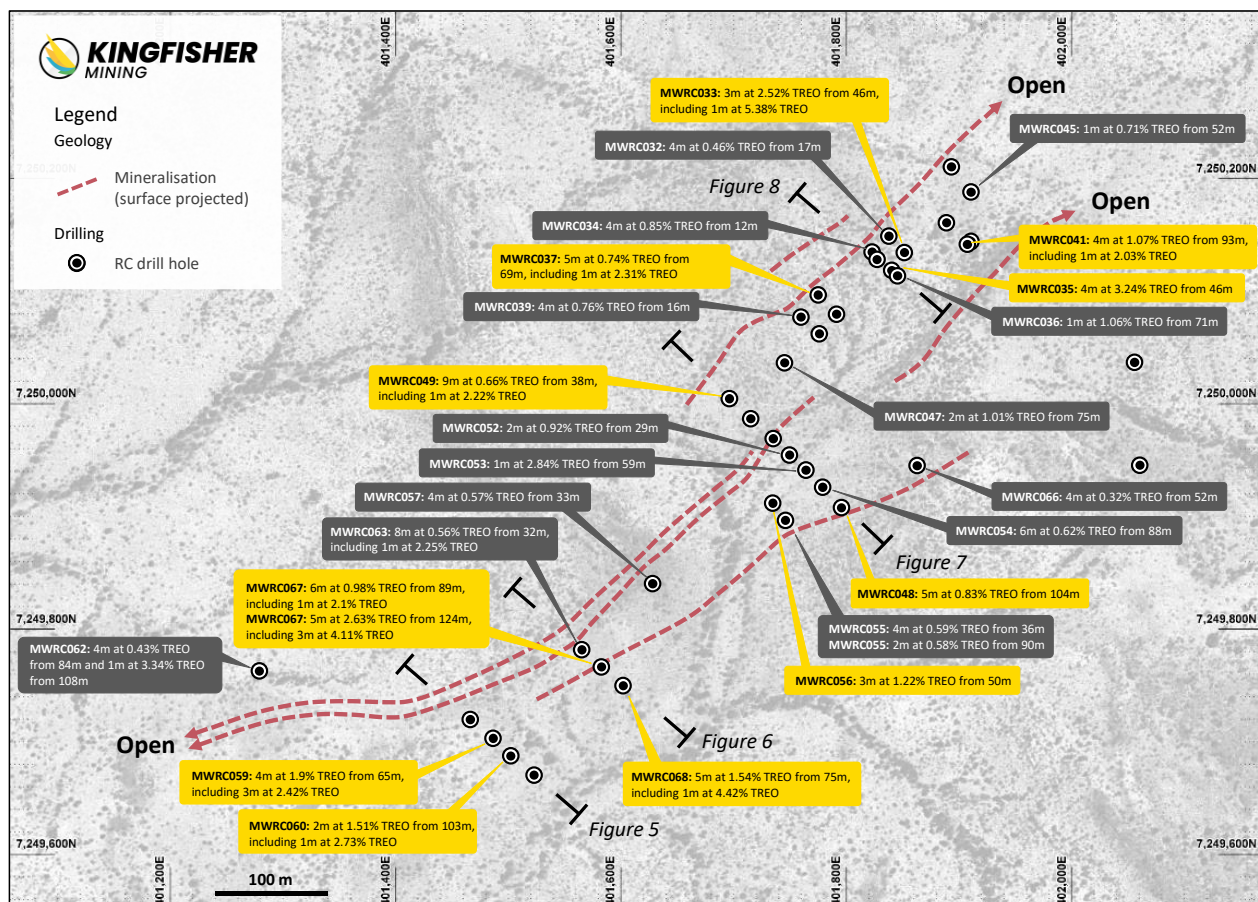 401,400E
401,600E
401,800E
402,000E
KINGFISHER
MINING
Legend
Geology
Mineralisation
(surface projected)
Drilling
RC drill hole
7,250,200N
7,250,200N
Open
MWRC033: 3m at 2.52% TREO from 46m,
including 1m at 5.38% TREO
MWRC032: 4m at 0.46% TREO from 17m
MWRC045: 1m at 0.71% TREO from 52m
Figure 8
Open
MWRC034: 4m at 0.85% TREO from 12m
MWRC037: 5m at 0.74% TREO from
69m, including 1m at 2.31% TREO
MWRC041: 4m at 1.07% TREO from 93m,
including 1m at 2.03% TREO
MWRC035: 4m at 3.24% TREO from 46m
MWRC039: 4m at 0.76% TREO from 16m
MWRC036: 1m at 1.06% TREO from 71m
MWRC049: 9m at 0.66% TREO from 38m,
including 1m at 2.22% TREO
7,250,000N
7,250,000N
MWRC047: 2m at 1.01% TREO from 75m
MWRC052: 2m at 0.92% TREO from 29m
MWRC053: 1m at 2.84% TREO from 59m
MWRC057: 4m at 0.57% TREO from 33m
MWRC066: 4m at 0.32% TREO from 52m
MWRC063: 8m at 0.56% TREO from 32m,
including 1m at 2.25% TREO
MWRC054: 6m at 0.62% TREO from 88m
Figure 7
MWRC067: 6m at 0.98% TREO from 89m,
including 1m at 2.1% TREO
MWRC067: 5m at 2.63% TREO from 124m,
including 3m at 4.11% TREO
MWRC048: 5m at 0.83% TREO from 104m
7,249,800N
7,249,800N
MWRC055: 4m at 0.59% TREO from 36m
MWRC055: 2m at 0.58% TREO from 90m
MWRC062: 4m at 0.43% TREO
from 84m and 1m at 3.34% TREO
from 108m
MWRC056: 3m at 1.22% TREO from 50m
Open
Figure 6
MWRC059: 4m at 1.9% TREO from 65m,
including 3m at 2.42% TREO
MWRC068: 5m at 1.54% TREO from 75m,
including 1m at 4.42% TREO
MWRC060: 2m at 1.51% TREO from 103m,
including 1m at 2.73% TREO
Figure 5
7,249,600N
7,249,600N
100 m
401,200E
401,400E
401,600E
401,800E
402,000E